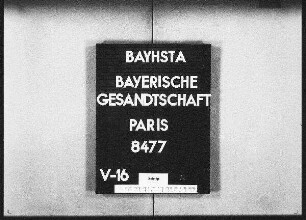 BAYHSTA
BAYERISCHE
GESANDTSCHAFT
PARIS
8477
V-16